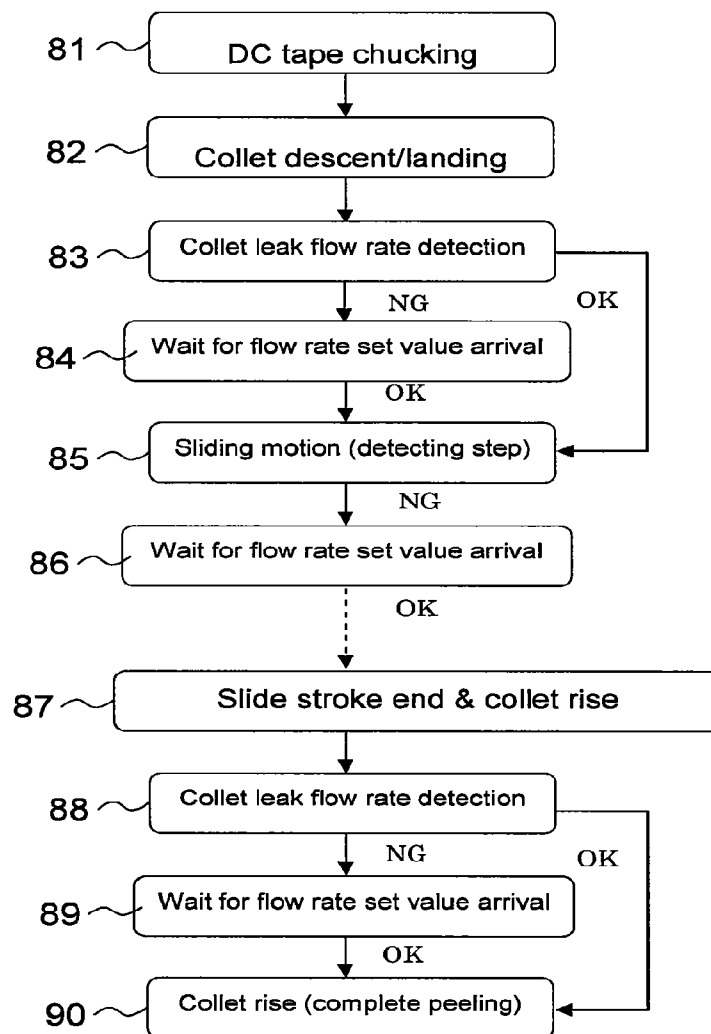 81
DC tape chucking
82
Collet descent/landing
83
Collet leak flow rate detection
NG
OK
84
Wait for flow rate set value arrival
OK
85
Sliding motion (detecting step)
NG
86
Wait for flow rate set value arrival
OK
87
Slide stroke end & collet rise
88
Collet leak flow rate detection
NG
OK
89
Wait for flow rate set value arrival
OK
90
Collet rise (complete peeling)